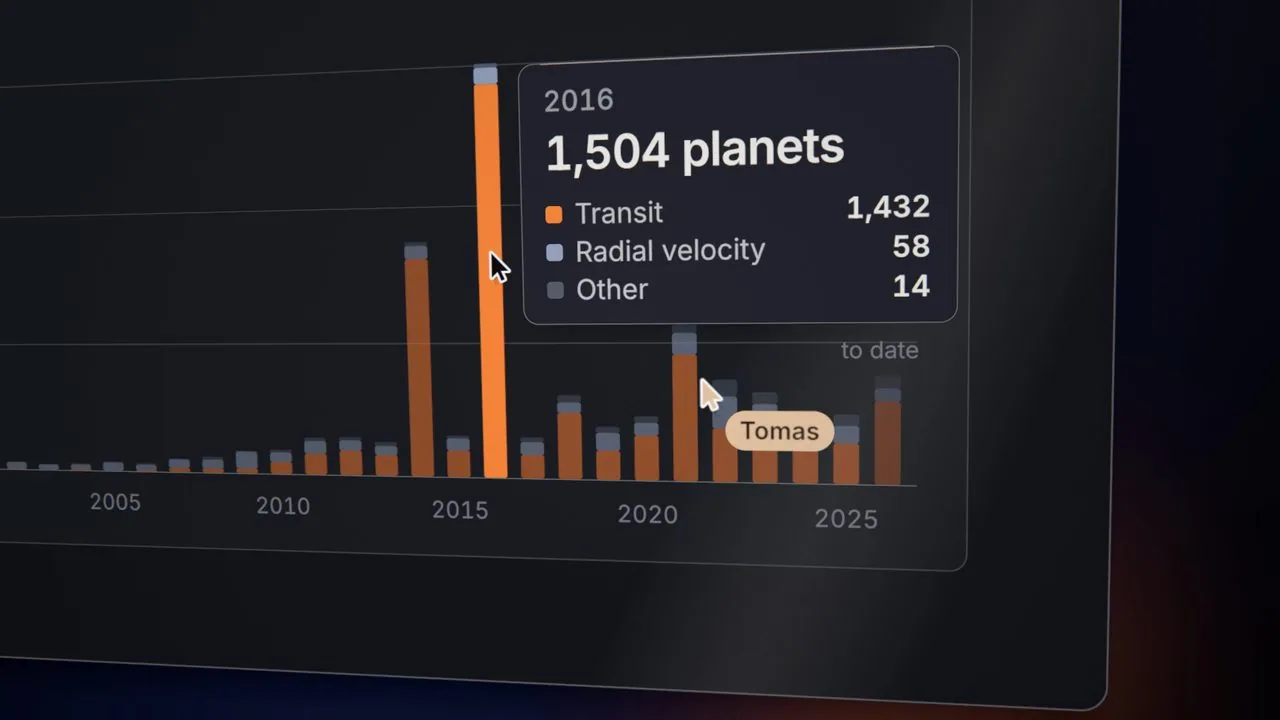 2016
1,504 planets
Transit 1,432
Radial velocity 58
Other 14
to date
Tomas
2005 2010 2015 2020 2025